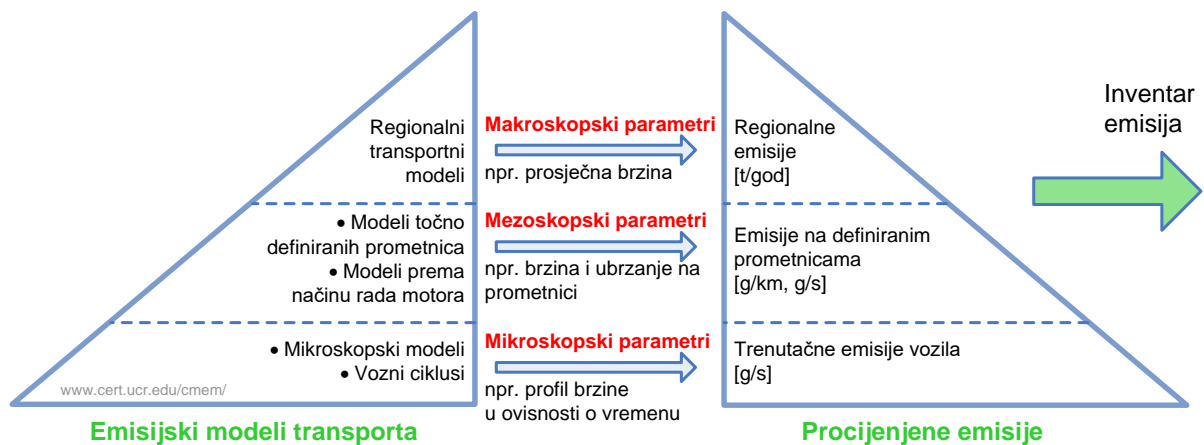 Regionalni
transportni
modeli
Makroskopski parametri
npr. prosječna brzina
Regionalne
emisije
[t/god]
Inventar
emisija
• Modeli točno
definiranih prometnica
• Modeli prema
načinu rada motora
Mezoskopski parametri
npr. brzina i ubrzanje na
prometnici
Emisije na definiranim
prometnicama
[g/km, g/s]
• Mikroskopski modeli
• Vozni ciklusi
www.cert.ucr.edu/cmem/
Mikroskopski parametri
npr. profil brzine
u ovisnosti o vremenu
Trenutačne emisije vozila
[g/s]
Emisijski modeli transporta
Procijenjene emisije